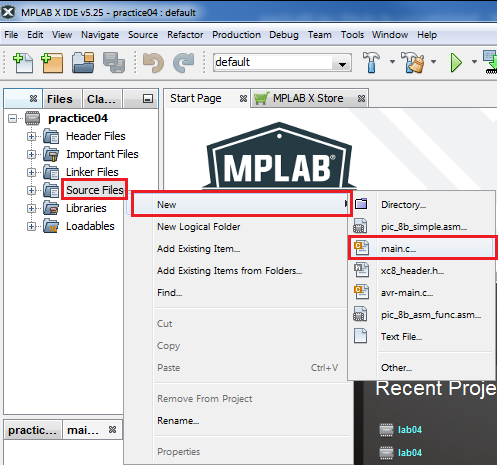 MPLAB X IDE v5.25 - practice04 : default
File Edit View Navigate Source Refactor Production Debug Team Tools Window
default
Files Cla... Start Page MPLAB X Store
practice04
Header Files
Important Files
Linker Files
Source Files
Libraries
Loadables
MPLAB
New
New Logical Folder
Add Existing Item...
Add Existing Items from Folders...
Find...
Cut
Copy
Paste Ctrl+V
Remove From Project
Rename...
Properties
Directory...
pic_8b_simple.asm...
main.c...
xc8_header.h...
avr-main.c...
pic_8b_asm_func.asm...
Text File...
Other...
Recent Proje
lab04
lab04
practic... mai...